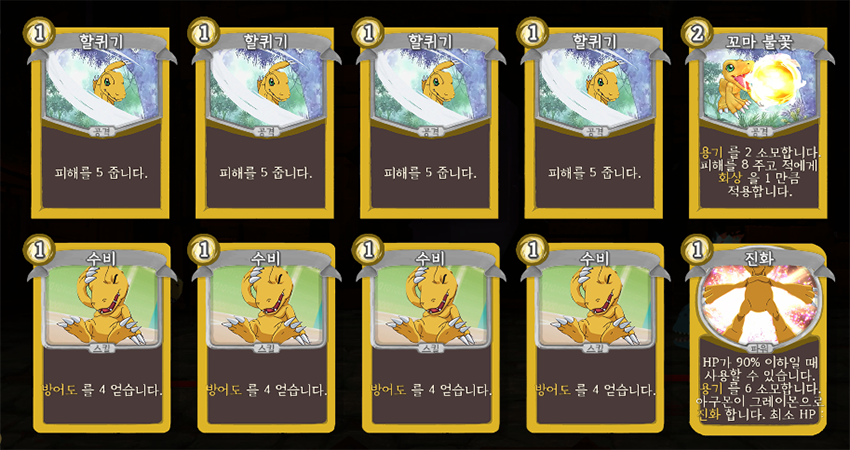 1
할퀴기
공격
피해를 5 줍니다.
1
할퀴기
공격
피해를 5 줍니다.
1
할퀴기
공격
피해를 5 줍니다.
1
할퀴기
공격
피해를 5 줍니다.
2
꼬마 불꽃
공격
용기 를 2 소모합니다.
피해를 8 주고 적에게
화상 을 1 만큼
적용합니다.
1
수비
스킬
방어도 를 4 얻습니다.
1
수비
스킬
방어도 를 4 얻습니다.
1
수비
스킬
방어도 를 4 얻습니다.
1
수비
스킬
방어도 를 4 얻습니다.
1
진화
파워
HP가 90% 이하일 때
사용할 수 있습니다.
용기 를 6 소모합니다.
아구몬이 그레이몬으로
진화 합니다. 최소 HP